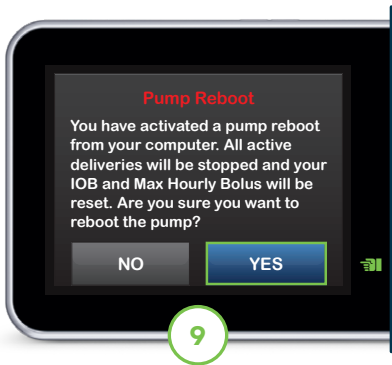 Pump Reboot
You have activated a pump reboot
from your computer. All active
deliveries will be stopped and your
IOB and Max Hourly Bolus will be
reset. Are you sure you want to
reboot the pump?
NO YES
9